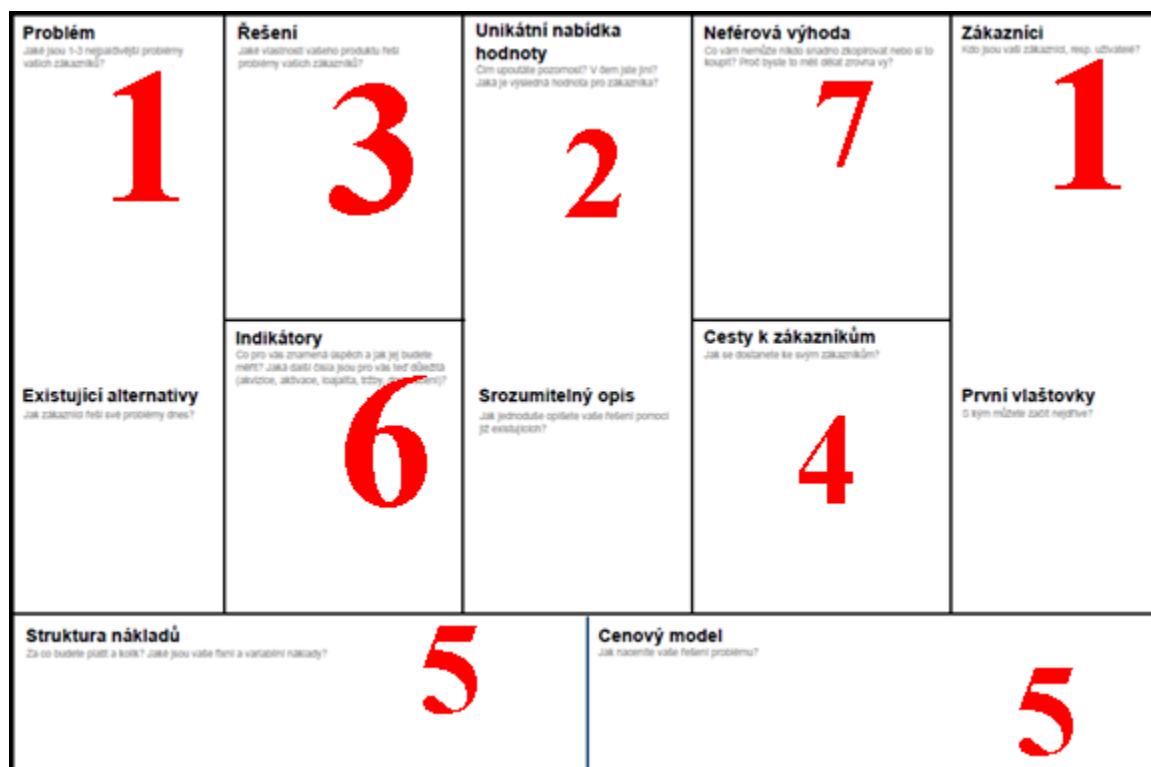 Problém
Jaké jsou 1-3 nejpalčivější problémy
vašich zákazníků?
1
Existující alternativy
Jak zákazníci řeší své problémy dnes?
Řešení
Jaké vlastnosti vašeho produktu řeší
problémy vašich zákazníků?
3
Indikátory
Co pro vás znamená úspěch a jak jej budete
měřit? Jaká další čísla jsou pro vás teď důležitá
(akvizice, aktivace, loajalita, tržby,
6
Unikátní nabídka
hodnoty
Čím upoutáte pozornost? V čem jste jiní?
Jaká je výsledná hodnota pro zákazníka?
2
Srozumitelný opis
Jak jednoduše opíšete vaše řešení pomocí
již existujících?
Neférová výhoda
Co vám nemůže nikdo snadno zkopírovat nebo si to
koupit? Proč byste to měli dělat zrovna vy?
7
Cesty k zákazníkům
Jak se dostanete ke svým zákazníkům?
4
Zákazníci
Kdo jsou vaši zákazníci, resp. uživatelé?
1
První vlaštovky
S kým můžete začít nejdříve?
Struktura nákladů
Za co budete platit a kolik? Jaké jsou vaše fixní a variabilní náklady?
5
Cenový model
Jak naceníte vaše řešení problému?
5